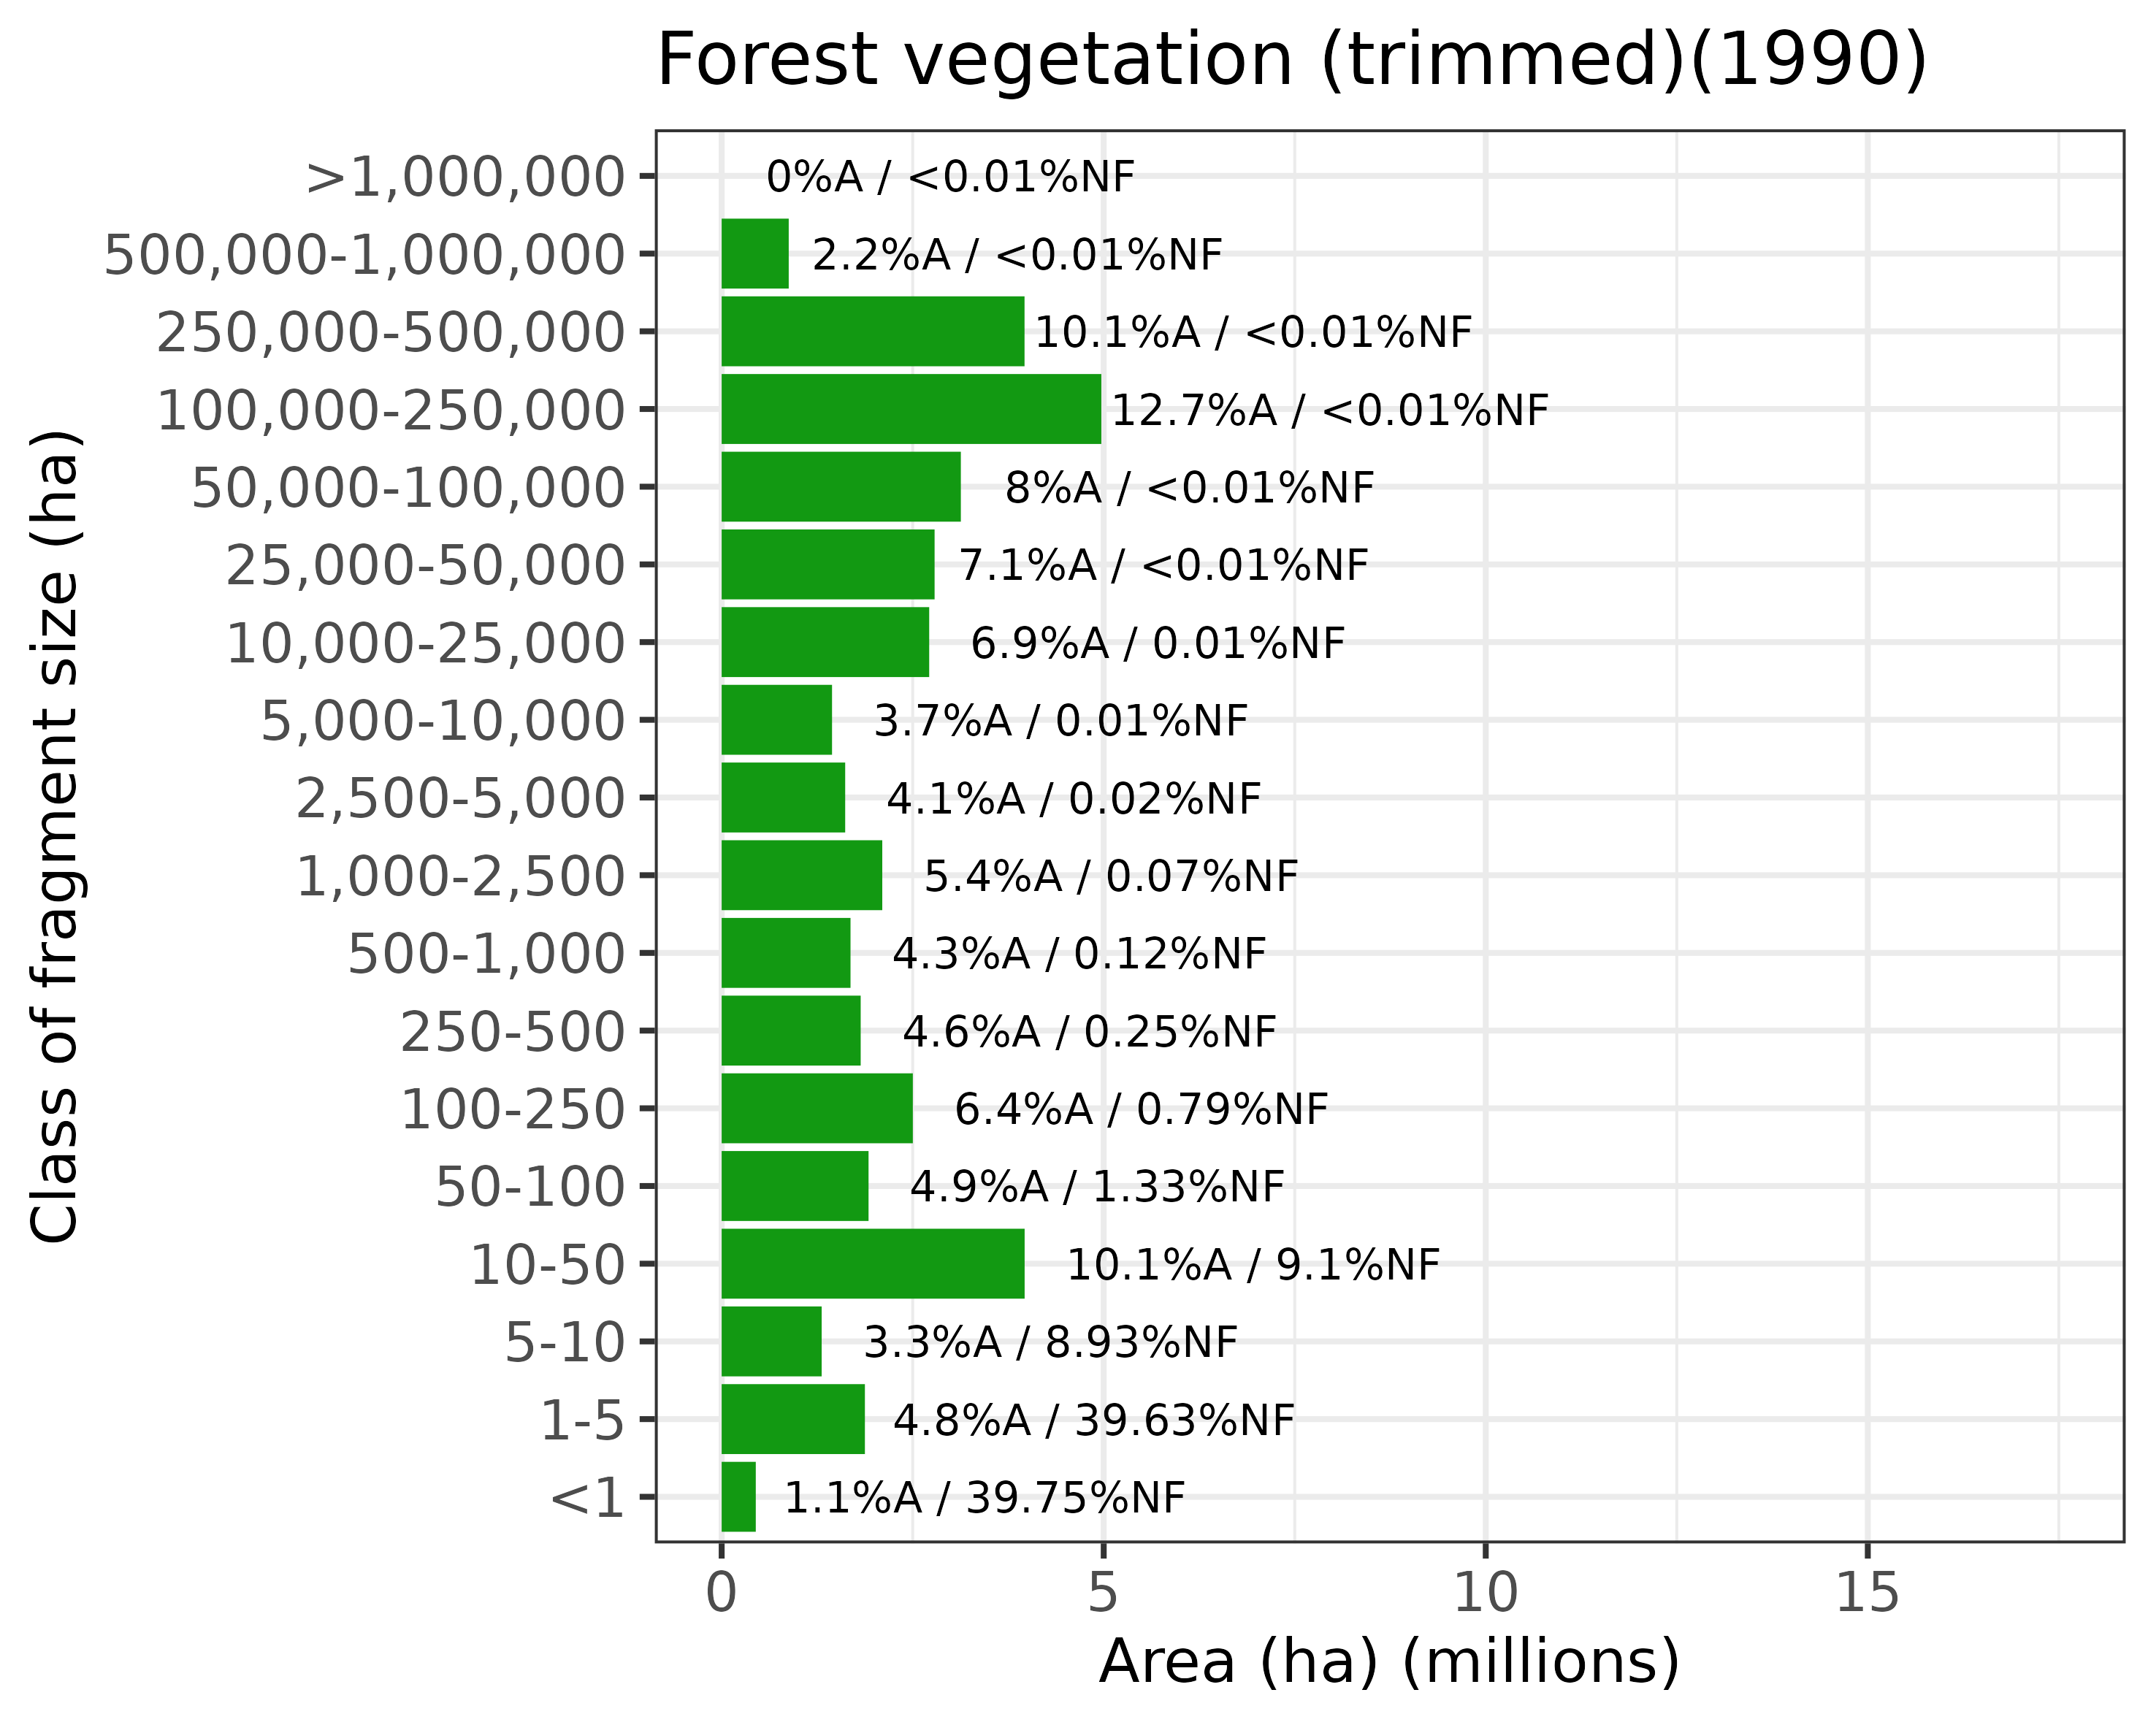 Forest vegetation (trimmed)(1990)
Class of fragment size (ha)
>1,000,000 0%A / <0.01%NF
500,000-1,000,000 2.2%A / <0.01%NF
250,000-500,000 10.1%A / <0.01%NF
100,000-250,000 12.7%A / <0.01%NF
50,000-100,000 8%A / <0.01%NF
25,000-50,000 7.1%A / <0.01%NF
10,000-25,000 6.9%A / 0.01%NF
5,000-10,000 3.7%A / 0.01%NF
2,500-5,000 4.1%A / 0.02%NF
1,000-2,500 5.4%A / 0.07%NF
500-1,000 4.3%A / 0.12%NF
250-500 4.6%A / 0.25%NF
100-250 6.4%A / 0.79%NF
50-100 4.9%A / 1.33%NF
10-50 10.1%A / 9.1%NF
5-10 3.3%A / 8.93%NF
1-5 4.8%A / 39.63%NF
<1 1.1%A / 39.75%NF
0 5 10 15
Area (ha) (millions)